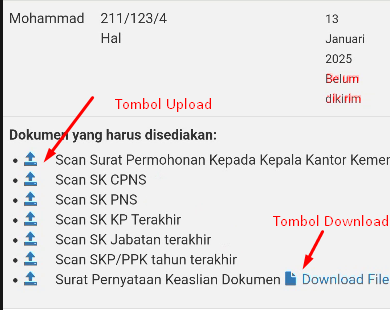 Mohammad 211/123/4 13
Hal Januari
2025
Belum
dikirim
Tombol Upload
Dokumen yang harus disediakan:
Scan Surat Permohonan Kepada Kepala Kantor Kemen
Scan SK CPNS
Scan SK PNS
Scan SK KP Terakhir
Scan SK Jabatan terakhir
Tombol Download
Scan SKP/PPK tahun terakhir
Surat Pernyataan Keaslian Dokumen Download File